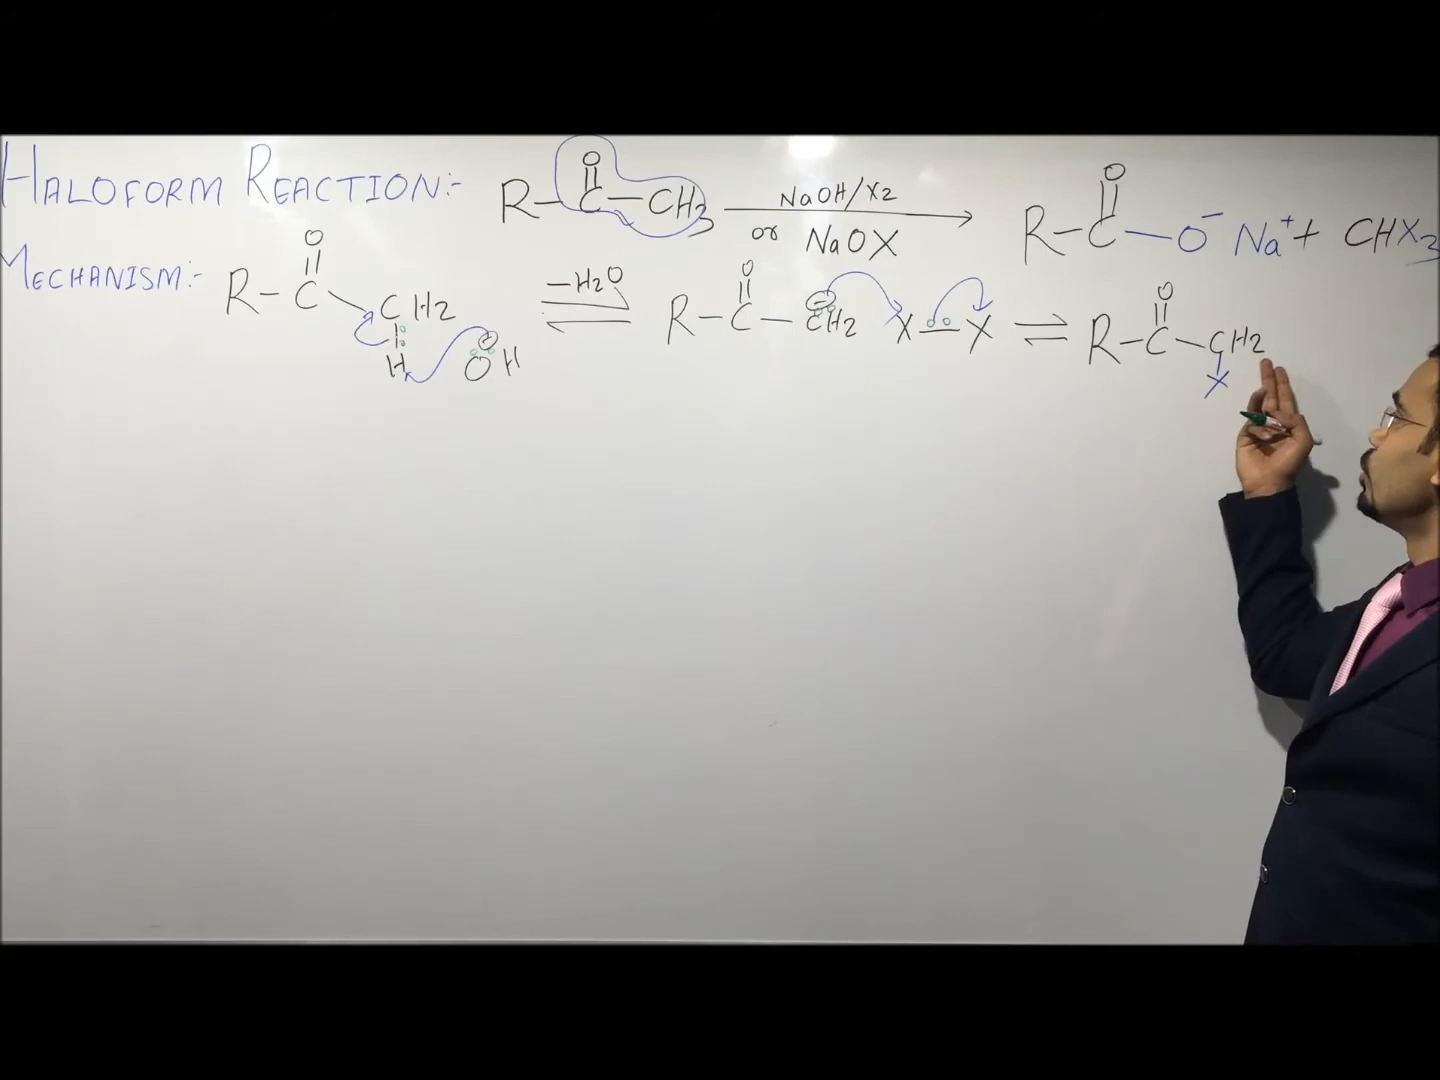 HALOFORM REACTION:- R-C(=O)-CH3 NaOH/X2 or NaOX → R-C(=O)-O⁻ Na⁺ + CHX3
MECHANISM:- R-C(=O)-CH2-H ⊖OH -H2O ⇌ R-C(=O)-⊖CH2 X-X ⇌ R-C(=O)-CH2-X